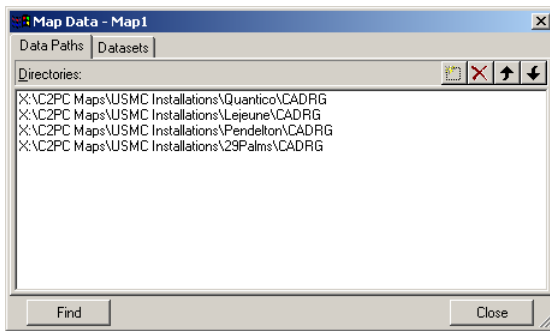 Map Data - Map1
Data Paths
Datasets
Directories:
X:\C2PC Maps\USMC Installations\Quantico\CADRG
X:\C2PC Maps\USMC Installations\Lejeune\CADRG
X:\C2PC Maps\USMC Installations\Pendelton\CADRG
X:\C2PC Maps\USMC Installations\29Palms\CADRG
Find
Close